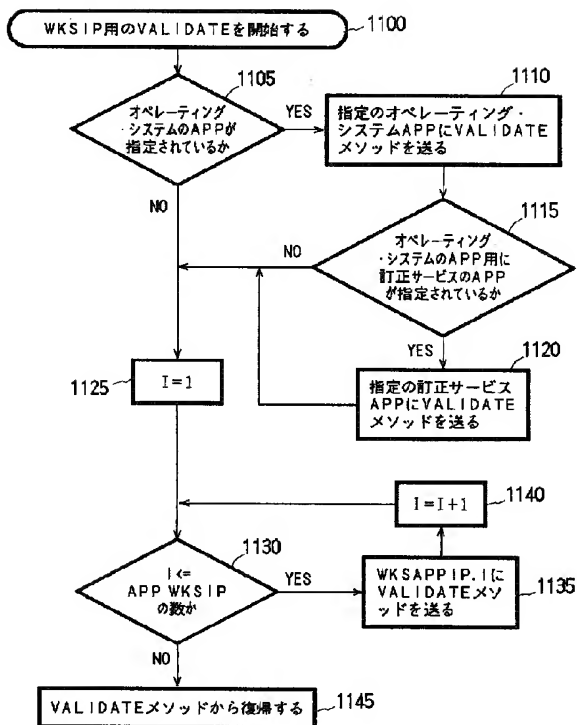 WKSIP用のVALIDATEを開始する
1100
1105
オペレーティング
・システムのAPPが
指定されているか
YES
NO
1110
指定のオペレーティング・
システムAPPにVALIDATE
メソッドを送る
1115
オペレーティング
・システムのAPP用に
訂正サービスのAPP
が指定されているか
NO
YES
1120
指定の訂正サービス
APPにVALIDATE
メソッドを送る
1125
I=1
1140
I=I+1
1130
I<=
APP WKSIP
の数か
YES
NO
WKSAPPIP.Iに
VALIDATEメソ
ッドを送る
1135
VALIDATEメソッドから復帰する
1145